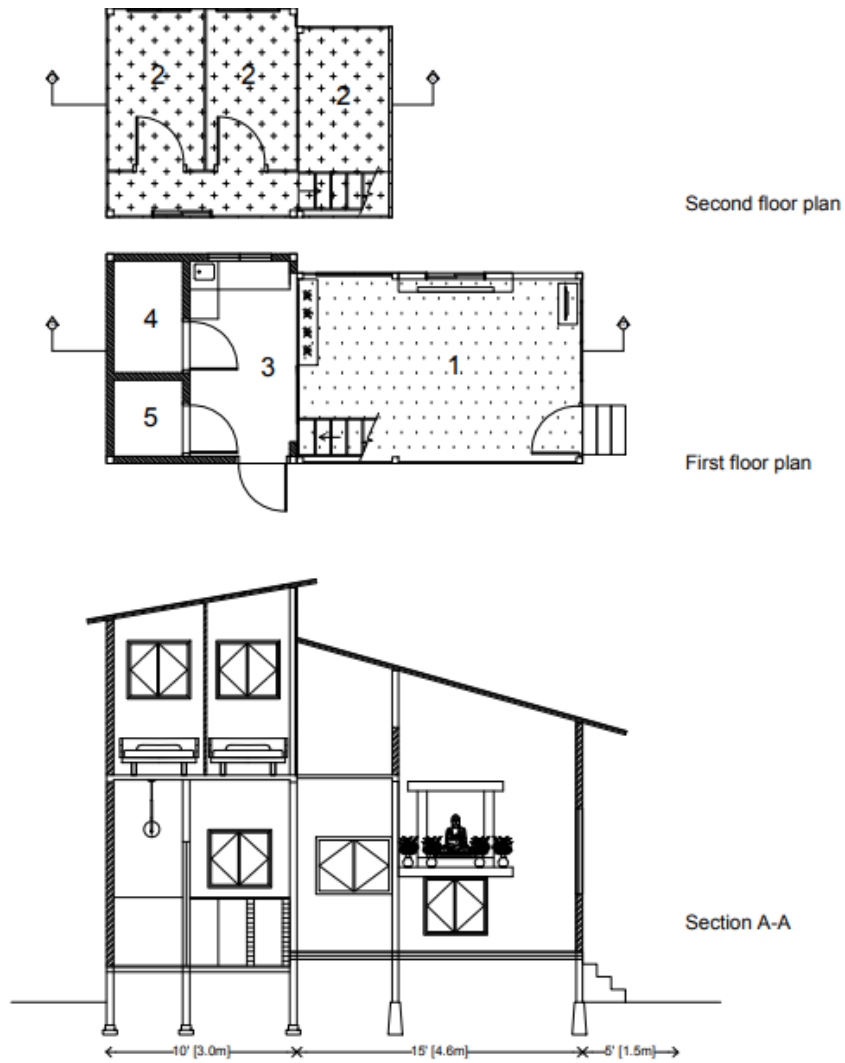 2 2 2
Second floor plan
4 3 1
5
First floor plan
Section A-A
10' [3.0m] 15' [4.6m] 5' [1.5m]